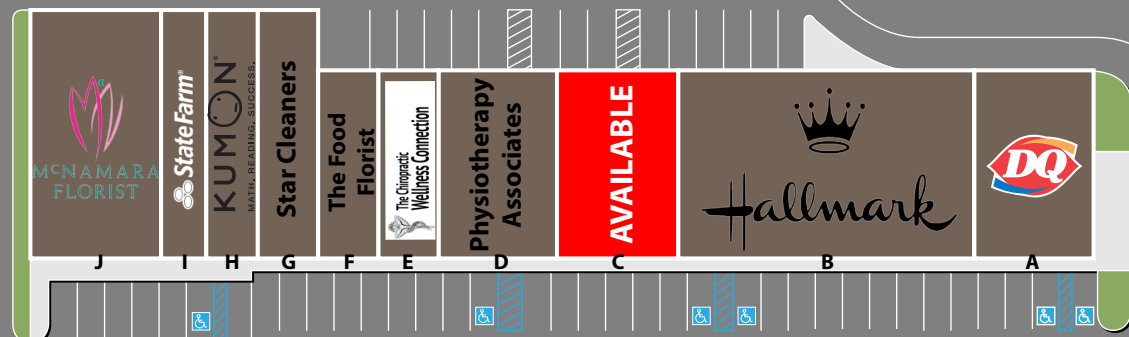 McNAMARA
FLORIST
StateFarm®
KUMON®
MATH. READING. SUCCESS.
Star Cleaners
The Food
Florist
The Chiropractic
Wellness Connection
Physiotherapy
Associates
AVAILABLE
Hallmark
DQ
J I H G F E D C B A